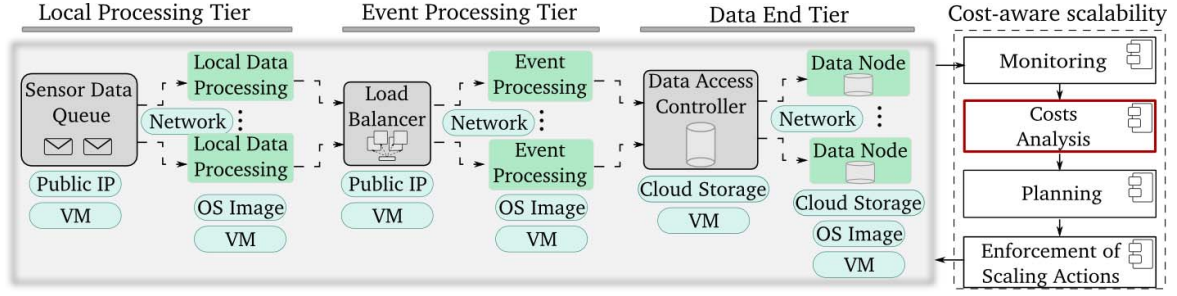 Local Processing Tier
Event Processing Tier
Data End Tier
Cost-aware scalability
Sensor Data
Queue
Public IP
VM
Local Data
Processing
Network
Local Data
Processing
OS Image
VM
Load
Balancer
Public IP
VM
Event
Processing
Network
Event
Processing
OS Image
VM
Data Access
Controller
Cloud Storage
VM
Data Node
Network
Data Node
Cloud Storage
OS Image
VM
Monitoring
Costs
Analysis
Planning
Enforcement of
Scaling Actions